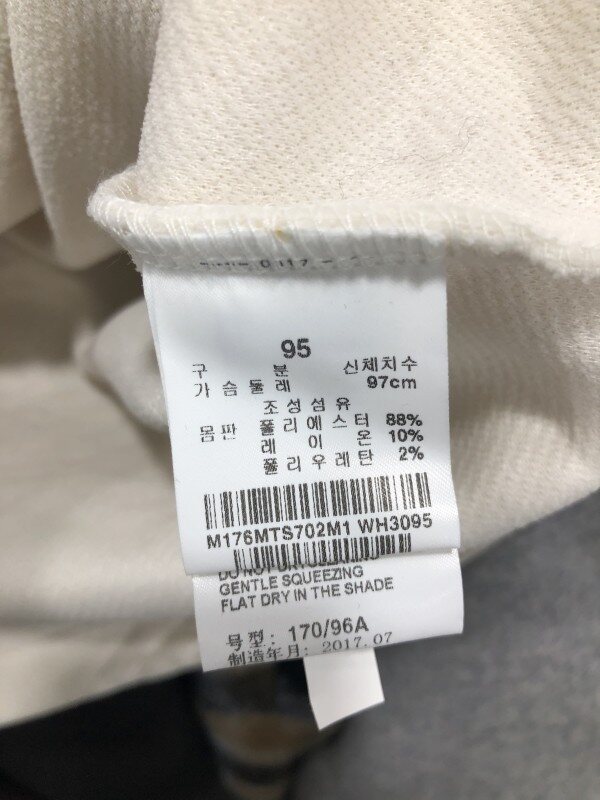 95
구 분 신체치수
가슴둘레 97cm
조성섬유
몸판 폴리에스터 88%
레이온 10%
폴리우레탄 2%
M176MTS702M1 WH3095
GENTLE SQUEEZING
FLAT DRY IN THE SHADE
号型: 170/96A
制造年月: 2017.07